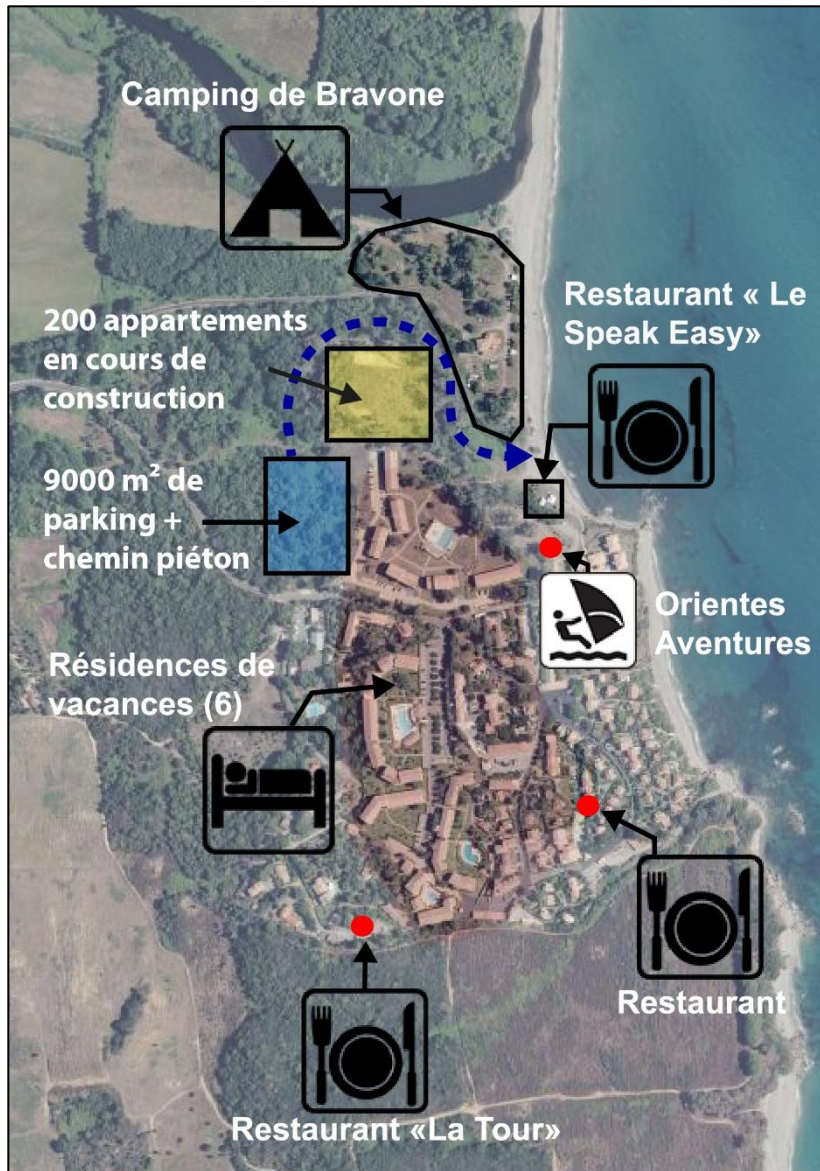 Camping de Bravone
Restaurant « Le
Speak Easy»
200 appartements
en cours de
construction
9000 m² de
parking +
chemin piéton
Orientes
Aventures
Résidences de
vacances (6)
Restaurant
Restaurant «La Tour»